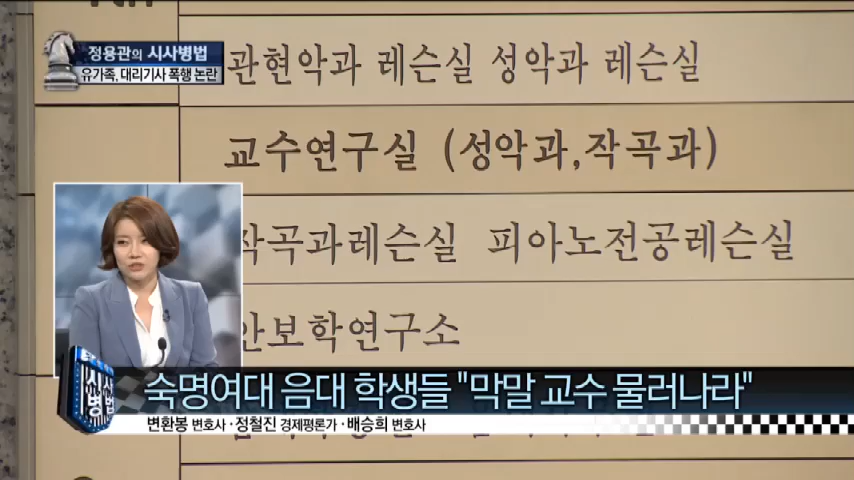 정용관의 시사병법
유가족, 대리기사 폭행 논란
관현악과 레슨실 성악과 레슨실
교수연구실 (성악과,작곡과)
작곡과레슨실 피아노전공레슨실
안보학연구소
시사
병법
숙명여대 음대 학생들 "막말 교수 물러나라"
변환봉 변호사 · 정철진 경제평론가 · 배승희 변호사